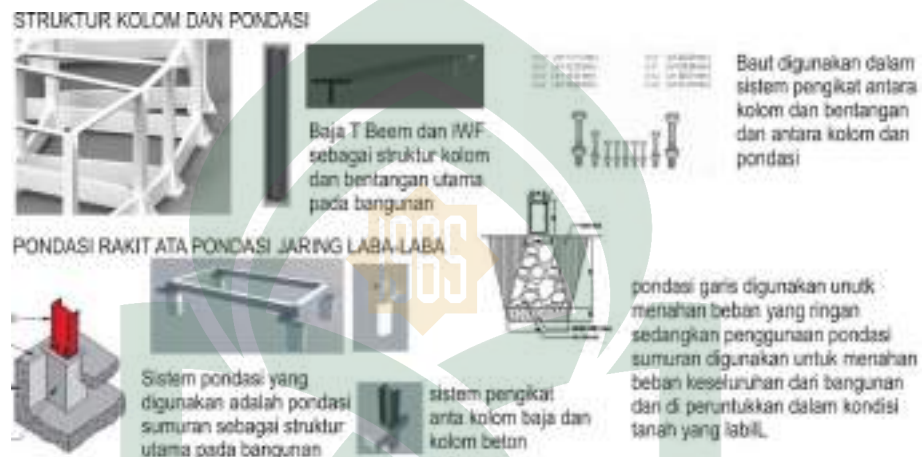 STRUKTUR KOLOM DAN PONDASI
Baja T Beem dan IWF
sebagai struktur kolom
dan bentangan utama
pada bangunan
Baut digunakan dalam
sistem pengikat antara
kolom dan bentangan
dan antara kolom dan
pondasi
PONDASI RAKIT ATA PONDASI JARING LABA-LABA
Sistem pondasi yang
digunakan adalah pondasi
sumuran sebagai struktur
utama pada bangunan
sistem pengikat
anta kolom baja dan
kolom beton
pondasi garis digunakan unutk
menahan beban yang ringan
sedangkan penggunaan pondasi
sumuran digunakan untuk menahan
beban keseluruhan dari bangunan
dan di peruntukkan dalam kondisi
tanah yang labilL